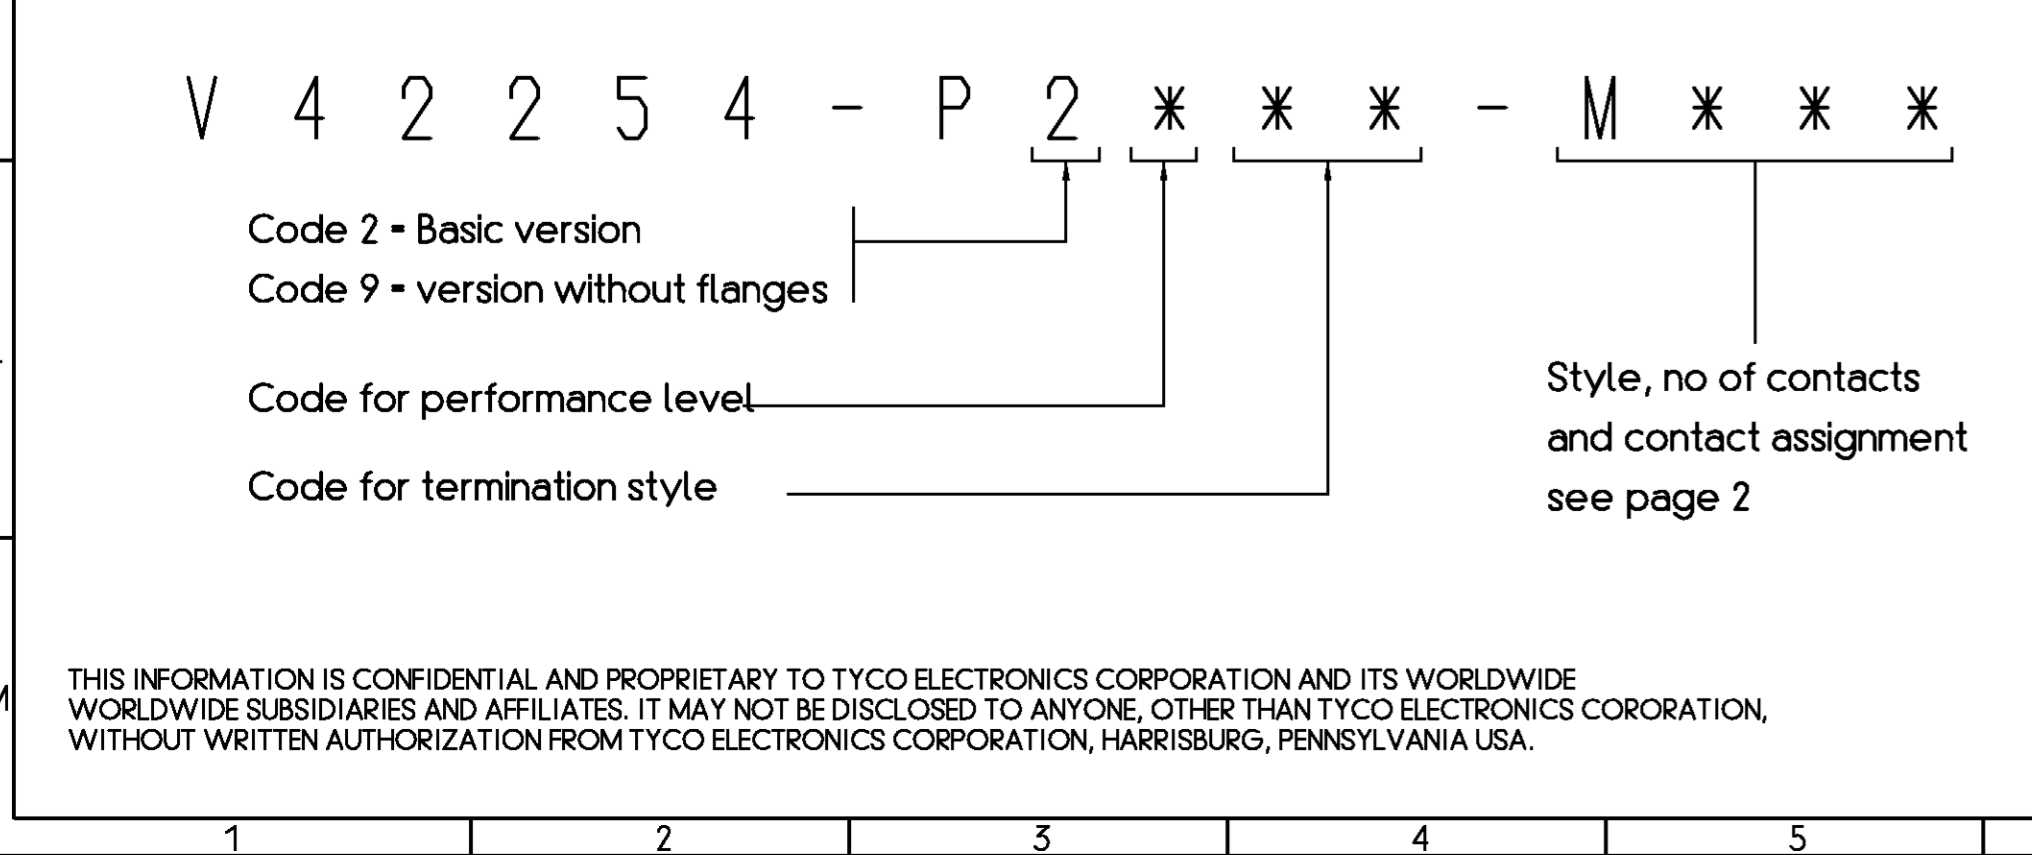 V 4 2 2 5 4 - P 2 * * * - M * * *
Code 2 = Basic version
Code 9 = version without flanges
Code for performance level
Code for termination style
Style, no of contacts
and contact assignment
see page 2
THIS INFORMATION IS CONFIDENTIAL AND PROPRIETARY TO TYCO ELECTRONICS CORPORATION AND ITS WORLDWIDE
WORLDWIDE SUBSIDIARIES AND AFFILIATES. IT MAY NOT BE DISCLOSED TO ANYONE, OTHER THAN TYCO ELECTRONICS CORORATION,
WITHOUT WRITTEN AUTHORIZATION FROM TYCO ELECTRONICS CORPORATION, HARRISBURG, PENNSYLVANIA USA.
M
1 2 3 4 5